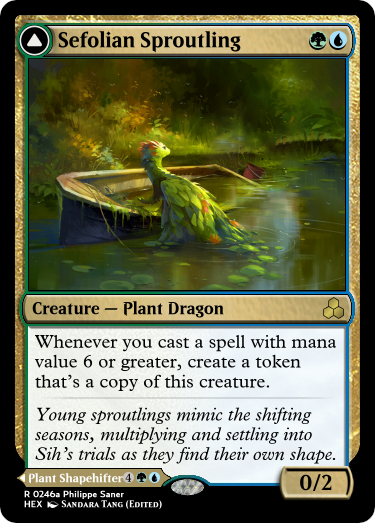 Sefolian Sproutling
Creature — Plant Dragon
Whenever you cast a spell with mana
value 6 or greater, create a token
that's a copy of this creature.
Young sproutlings mimic the shifting
seasons, multiplying and settling into
Sih's trials as they find their own shape.
Plant Shapehifter 4
0/2
R 0246a Philippe Saner
HEX Sandara Tang (Edited)